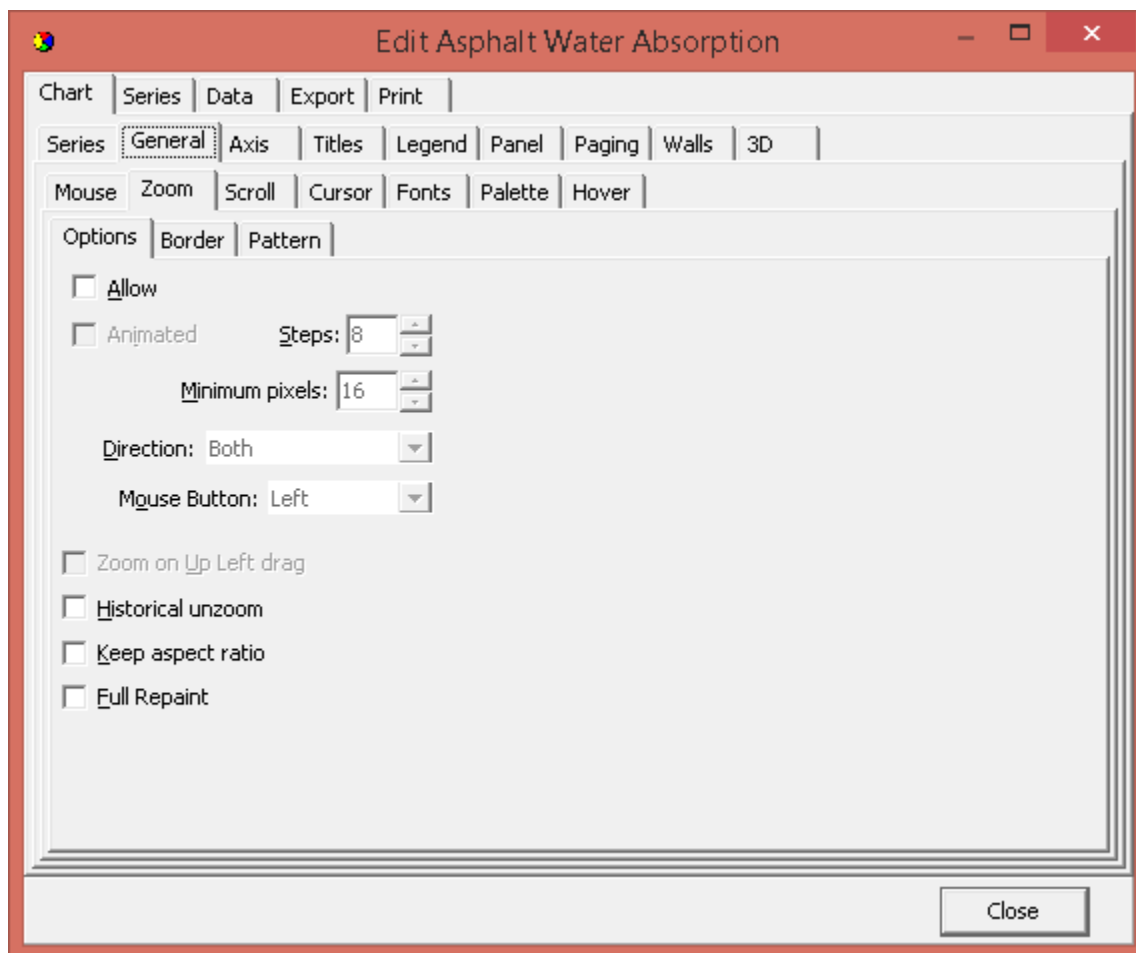 Edit Asphalt Water Absorption
Chart Series Data Export Print
Series General Axis Titles Legend Panel Paging Walls 3D
Mouse Zoom Scroll Cursor Fonts Palette Hover
Options Border Pattern
Allow
Animated Steps: 8
Minimum pixels: 16
Direction: Both
Mouse Button: Left
Zoom on Up Left drag
Historical unzoom
Keep aspect ratio
Full Repaint
Close